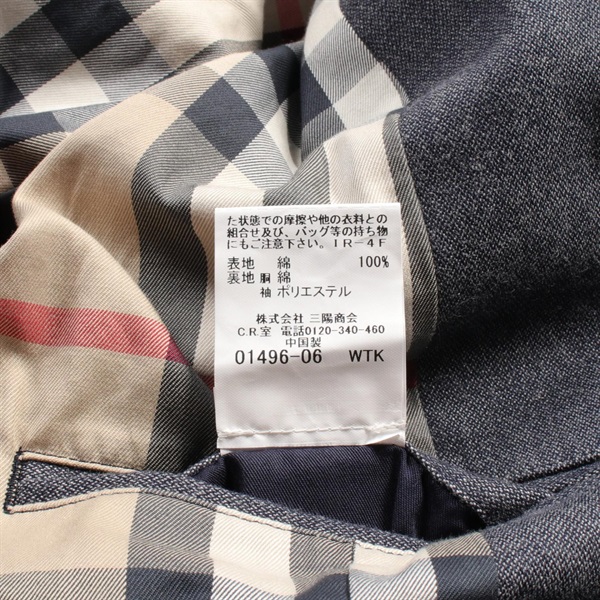 た状態での摩擦や他の衣料との
組合せ及び、バッグ等の持ち物
にもご注意下さい。IR-4F
表地 綿 100%
裏地 胴 綿
袖 ポリエステル
株式会社 三陽商会
C.R.室 電話0120-340-460
中国製
01496-06 WTK